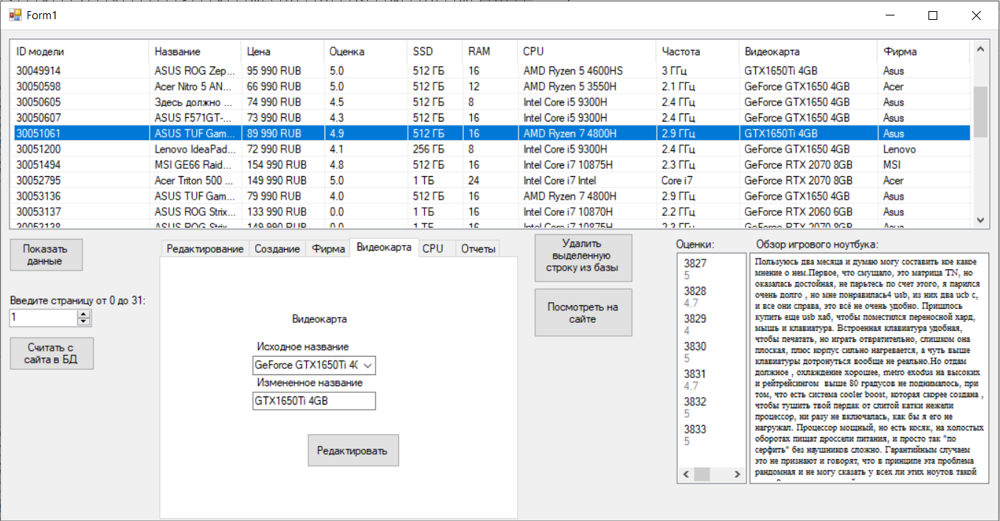 Form1
ID модели Название Цена Оценка SSD RAM CPU Частота Видеокарта Фирма
30049914 ASUS ROG Zep... 95 990 RUB 5.0 512 ГБ 16 AMD Ryzen 5 4600HS 3 ГГц GTX1650Ti 4GB Asus
30050598 Acer Nitro 5 AN... 66 990 RUB 5.0 512 ГБ 12 AMD Ryzen 5 3550H 2.1 ГГц GeForce GTX1650 4GB Acer
30050605 Здесь должно ... 74 990 RUB 4.5 512 ГБ 8 Intel Core i5 9300H 2.4 ГГц GeForce GTX1650 4GB Asus
30050607 ASUS F571GT-... 73 990 RUB 4.3 512 ГБ 16 Intel Core i5 9300H 2.4 ГГц GeForce GTX1650 4GB Asus
30051061 ASUS TUF Gam... 89 990 RUB 4.9 512 ГБ 16 AMD Ryzen 7 4800H 2.9 ГГц GTX1650Ti 4GB Asus
30051200 Lenovo IdeaPad... 72 990 RUB 4.1 256 ГБ 8 Intel Core i5 9300H 2.4 ГГц GeForce GTX1650 4GB Lenovo
30051494 MSI GE66 Raid... 154 990 RUB 4.8 512 ГБ 16 Intel Core i7 10875H 2.3 ГГц GeForce RTX 2070 8GB MSI
30052795 Acer Triton 500 ... 149 990 RUB 5.0 1 ТБ 24 Intel Core i7 Intel Core i7 GeForce RTX 2070 8GB Acer
30053136 ASUS TUF Gam... 79 990 RUB 4.0 512 ГБ 16 AMD Ryzen 7 4800H 2.9 ГГц GeForce GTX1650 4GB Asus
30053137 ASUS ROG Strix... 133 990 RUB 0.0 1 ТБ 16 Intel Core i7 10870H 2.2 ГГц GeForce RTX 2060 6GB Asus
30053138 ASUS ROG Strix... 149 990 RUB 0.0 1 ТБ 16 Intel Core i7 10875H 2.3 ГГц GeForce RTX 2070 8GB Asus
Показать
данные
Введите страницу от 0 до 31:
1
Считать с
сайта в БД
Редактирование Создание Фирма Видеокарта CPU Отчеты
Видеокарта
Исходное название
GeForce GTX1650Ti 4G
Измененное название
GTX1650Ti 4GB
Редактировать
Удалить
выделенную
строку из базы
Посмотреть на
сайте
Оценки:
3827
5
3828
4.7
3829
4
3830
5
3831
4.7
3832
5
3833
5
Обзор игрового ноутбука:
Пользуюсь два месяца и думаю могу составить кое какое
мнение о нем.Первое, что смущало, это матрица TN, но
оказалась достойная, не парьтесь по счет этого, я парился
очень долго , но мне понравилась4 usb, из них два ucb c,
и все они справа, это всё не очень удобно. Пришлось
купить еще usb хаб, чтобы поместился переносной хард,
мышь и клавиатура. Встроенная клавиатура удобная,
чтобы печатать, но играть отвратительно, слишком она
плоская, плюс корпус сильно нагревается, а чуть выше
клавиатуры дотронуться вообще не реально.Но отдам
должное , охлаждение хорошее, metro exodus на высоких
и рейтрейсингом выше 80 градусов не поднималось, при
том, что есть система cooler boost, которая скорее создана ,
чтобы тушить твой пердак от слитой катки нежели
процессор, ни разу не включалась, как бы я его не
нагружал. Процессор мощный, но есть косяк, на холостых
оборотах пищат дроссели питания, и просто так "по
серфить" без наушников сложно. Гарантийным случаем
это не признают и говорят, что в принципе эта проблема
рандомная и не могу сказать у всех ли этих ноутов такой